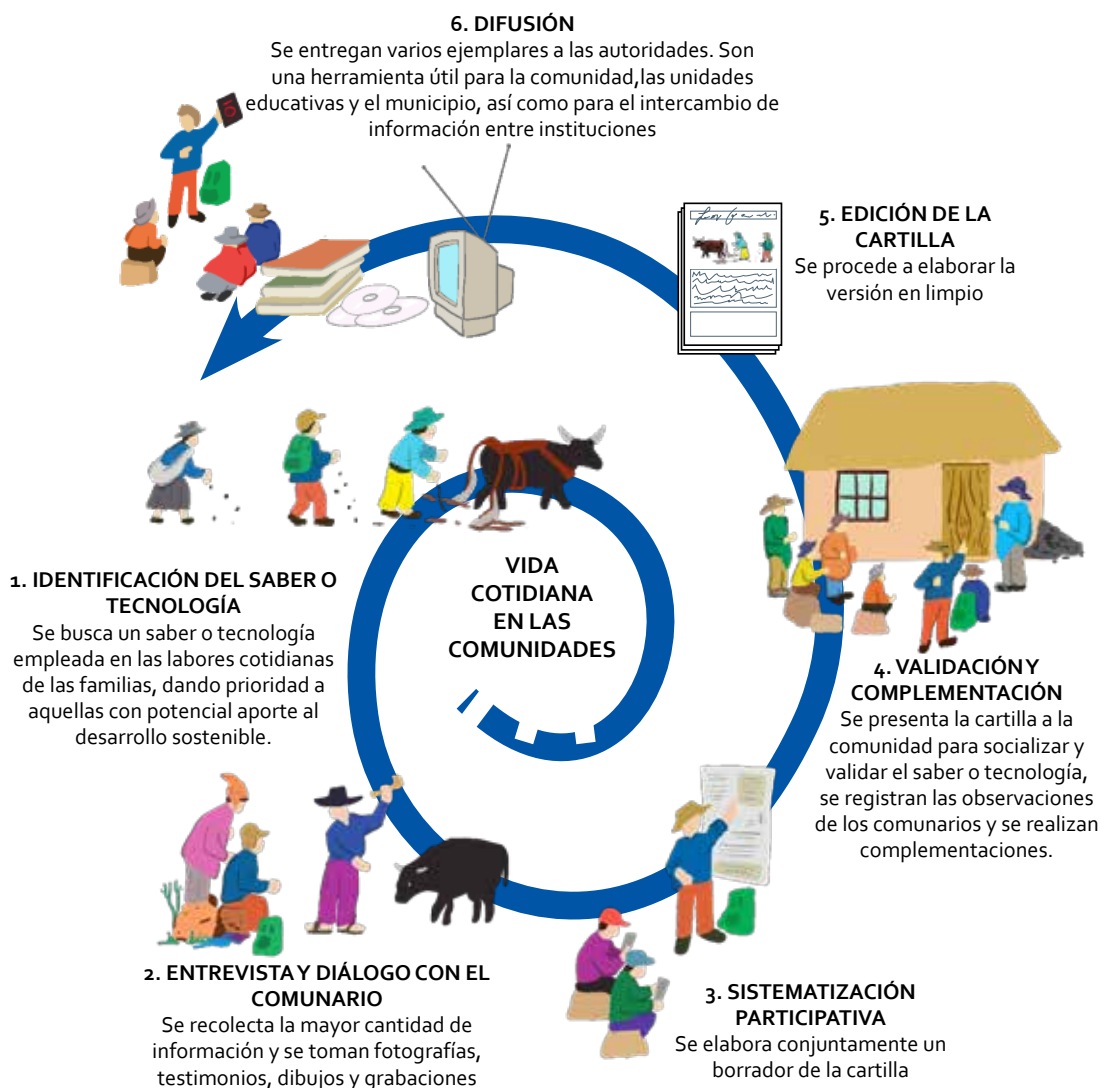 6. DIFUSIÓN
Se entregan varios ejemplares a las autoridades. Son
una herramienta útil para la comunidad,las unidades
educativas y el municipio, así como para el intercambio de
información entre instituciones
5. EDICIÓN DE LA
CARTILLA
Se procede a elaborar la
versión en limpio
VIDA
COTIDIANA
EN LAS
COMUNIDADES
1. IDENTIFICACIÓN DEL SABER O
TECNOLOGÍA
Se busca un saber o tecnología
empleada en las labores cotidianas
de las familias, dando prioridad a
aquellas con potencial aporte al
desarrollo sostenible.
4. VALIDACIÓN Y
COMPLEMENTACIÓN
Se presenta la cartilla a la
comunidad para socializar y
validar el saber o tecnología,
se registran las observaciones
de los comunarios y se realizan
complementaciones.
2. ENTREVISTA Y DIÁLOGO CON EL
COMUNARIO
Se recolecta la mayor cantidad de
información y se toman fotografías,
testimonios, dibujos y grabaciones
3. SISTEMATIZACIÓN
PARTICIPATIVA
Se elabora conjuntamente un
borrador de la cartilla